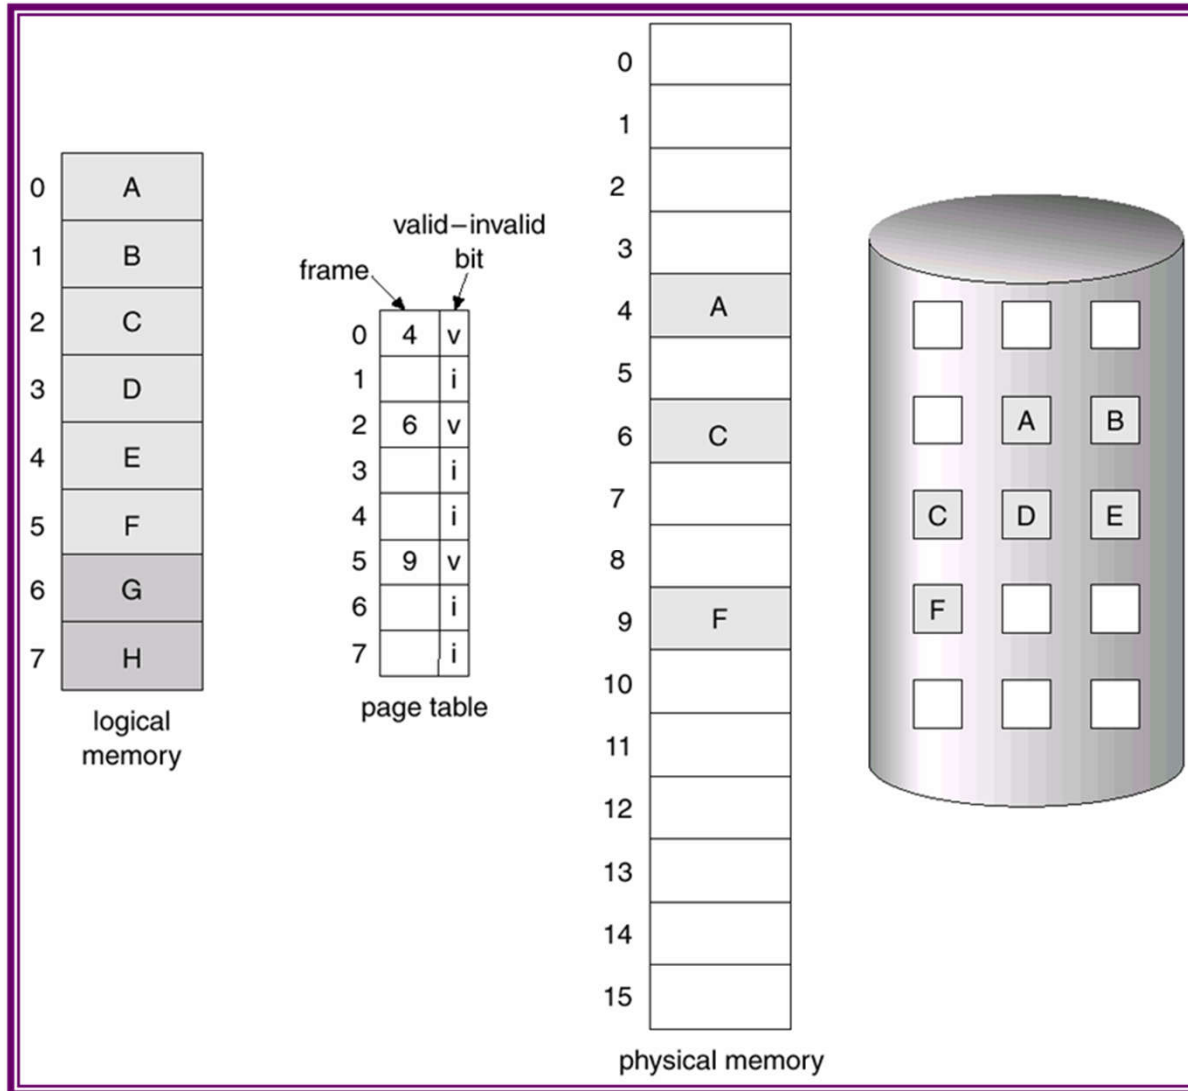 0 A
1 B
2 C
3 D
4 E
5 F
6 G
7 H
logical
memory
valid–invalid
bit
frame
0 4 v
1 i
2 6 v
3 i
4 i
5 9 v
6 i
7 i
page table
0
1
2
3
4 A
5
6 C
7
8
9 F
10
11
12
13
14
15
physical memory
A B
C D E
F